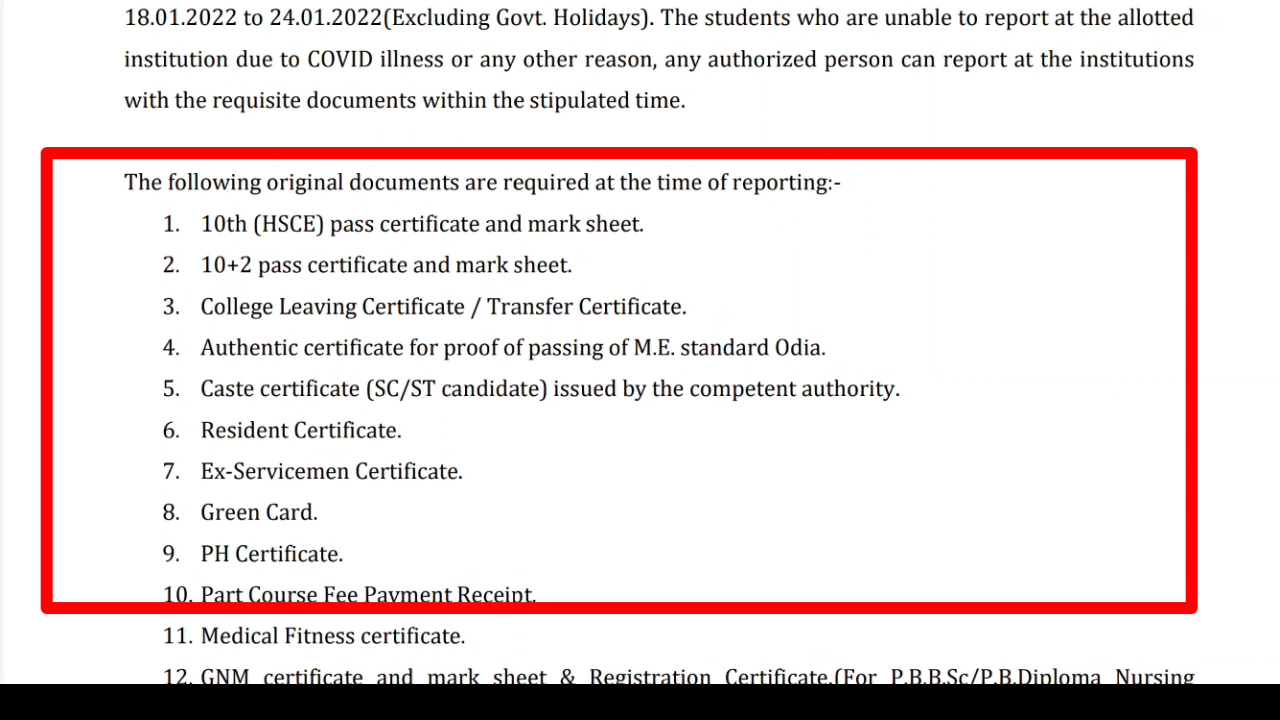 18.01.2022 to 24.01.2022(Excluding Govt. Holidays). The students who are unable to report at the allotted
institution due to COVID illness or any other reason, any authorized person can report at the institutions
with the requisite documents within the stipulated time.
The following original documents are required at the time of reporting:-
1. 10th (HSCE) pass certificate and mark sheet.
2. 10+2 pass certificate and mark sheet.
3. College Leaving Certificate / Transfer Certificate.
4. Authentic certificate for proof of passing of M.E. standard Odia.
5. Caste certificate (SC/ST candidate) issued by the competent authority.
6. Resident Certificate.
7. Ex-Servicemen Certificate.
8. Green Card.
9. PH Certificate.
10. Part Course Fee Payment Receipt.
11. Medical Fitness certificate.
12. GNM certificate and mark sheet & Registration Certificate.(For P.B.B.Sc/P.B.Diploma Nursing